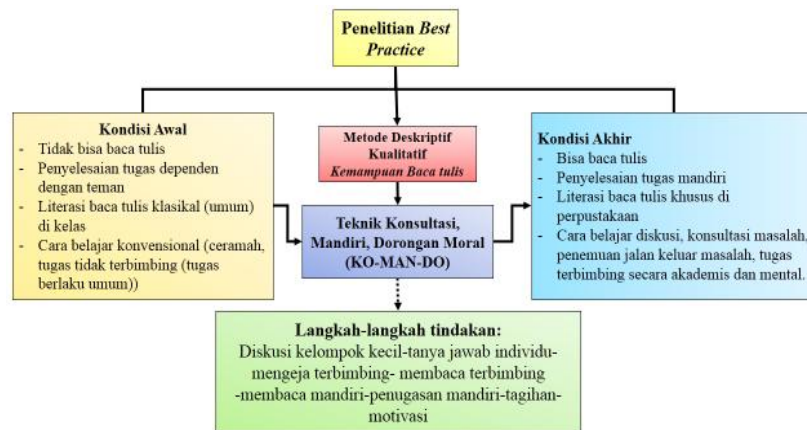 Penelitian Best
Practice
Kondisi Awal
- Tidak bisa baca tulis
- Penyelesaian tugas dependen
dengan teman
- Literasi baca tulis klasikal (umum)
di kelas
- Cara belajar konvensional (ceramah,
tugas tidak terbimbing (tugas
berlaku umum))
Metode Deskriptif
Kualitatif
Kemampuan Baca tulis
Teknik Konsultasi,
Mandiri, Dorongan Moral
(KO-MAN-DO)
Kondisi Akhir
- Bisa baca tulis
- Penyelesaian tugas mandiri
- Literasi baca tulis khusus di
perpustakaan
- Cara belajar diskusi, konsultasi masalah,
penemuan jalan keluar masalah, tugas
terbimbing secara akademis dan mental.
Langkah-langkah tindakan:
Diskusi kelompok kecil-tanya jawab individu-
mengeja terbimbing- membaca terbimbing
-membaca mandiri-penugasan mandiri-tagihan-
motivasi